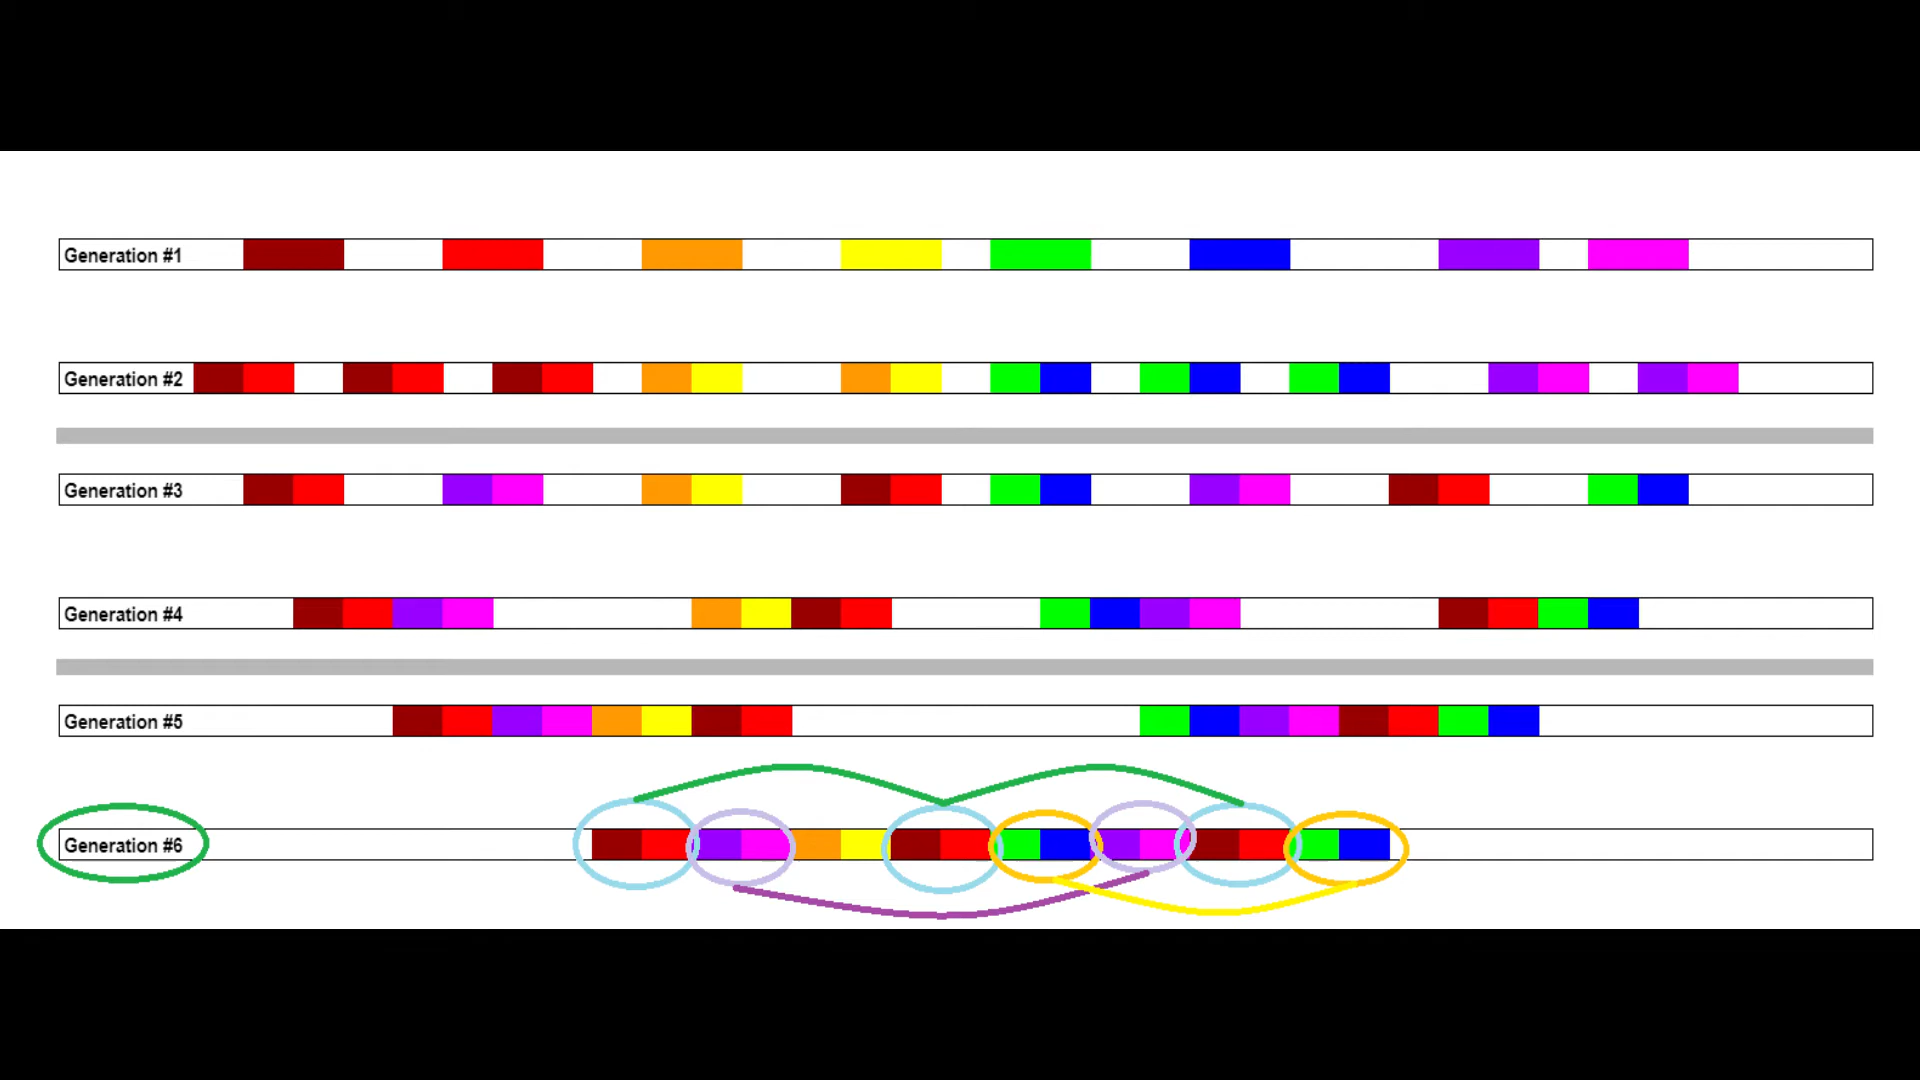 Generation #1
Generation #2
Generation #3
Generation #4
Generation #5
Generation #6